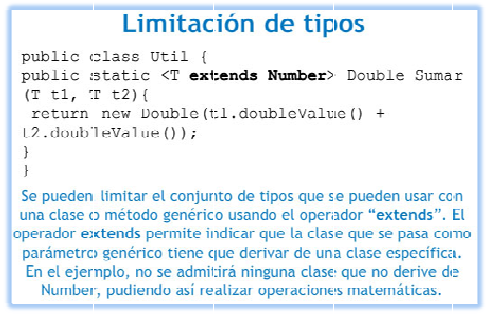 Limitación de tipos
public class Util {
public static <T extends Number> Double Sumar
(T t1, T t2){
return new Double(t1.doubleValue() +
t2.doubleValue());
}
}
Se pueden limitar el conjunto de tipos que se pueden usar con
una clase o método genérico usando el operador “extends”. El
operador extends permite indicar que la clase que se pasa como
parámetro genérico tiene que derivar de una clase específica.
En el ejemplo, no se admitirá ninguna clase que no derive de
Number, pudiendo así realizar operaciones matemáticas.